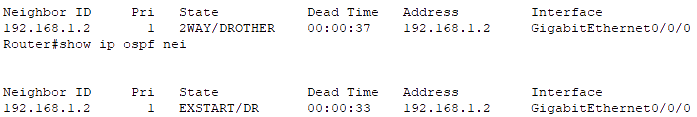 Neighbor ID Pri State Dead Time Address Interface
192.168.1.2 1 2WAY/DROTHER 00:00:37 192.168.1.2 GigabitEthernet0/0/0
Router#show ip ospf nei
Neighbor ID Pri State Dead Time Address Interface
192.168.1.2 1 EXSTART/DR 00:00:33 192.168.1.2 GigabitEthernet0/0/0